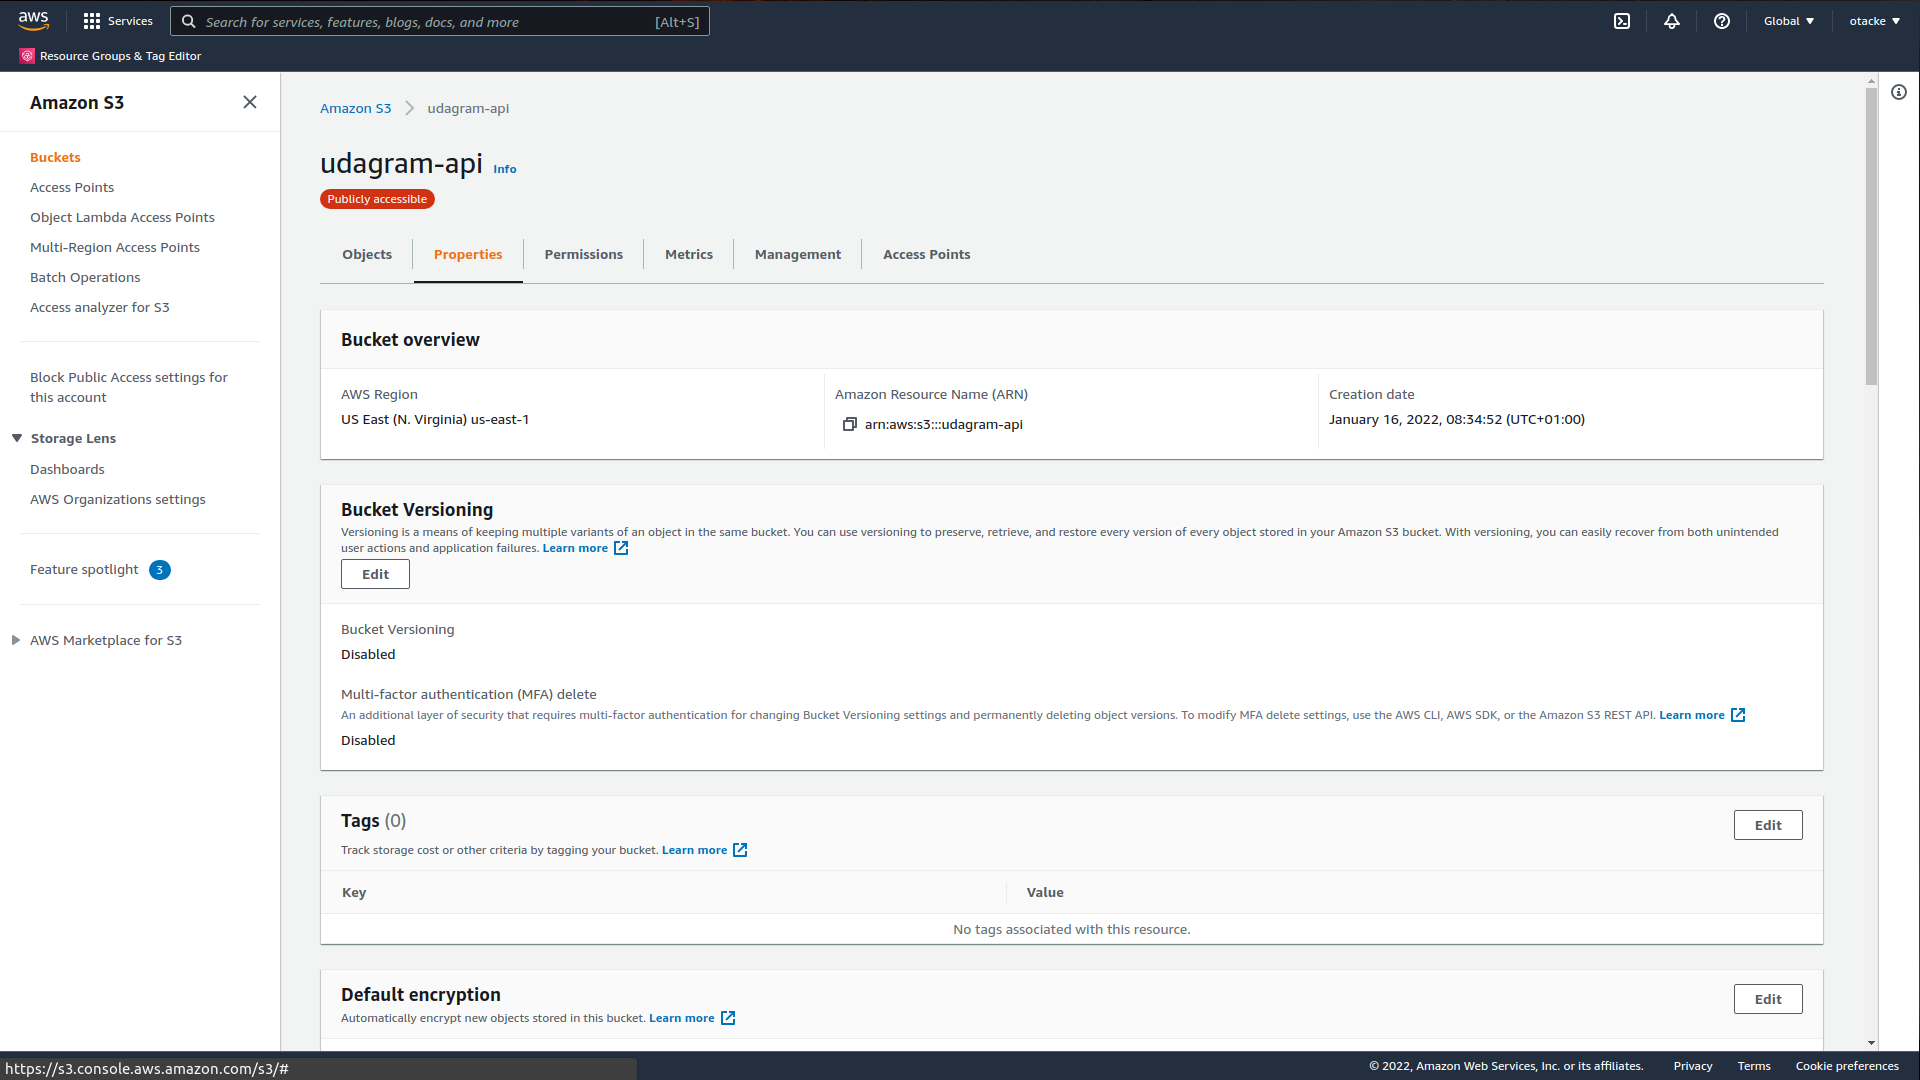 aws
Services
Search for services, features, blogs, docs, and more
[Alt+S]
Global
otacke
Resource Groups & Tag Editor
Amazon S3
Buckets
Access Points
Object Lambda Access Points
Multi-Region Access Points
Batch Operations
Access analyzer for S3
Block Public Access settings for
this account
Storage Lens
Dashboards
AWS Organizations settings
Feature spotlight 3
AWS Marketplace for S3
Amazon S3 udagram-api
udagram-api Info
Publicly accessible
Objects Properties Permissions Metrics Management Access Points
Bucket overview
AWS Region
US East (N. Virginia) us-east-1
Amazon Resource Name (ARN)
arn:aws:s3:::udagram-api
Creation date
January 16, 2022, 08:34:52 (UTC+01:00)
Bucket Versioning
Versioning is a means of keeping multiple variants of an object in the same bucket. You can use versioning to preserve, retrieve, and restore every version of every object stored in your Amazon S3 bucket. With versioning, you can easily recover from both unintended
user actions and application failures. Learn more
Edit
Bucket Versioning
Disabled
Multi-factor authentication (MFA) delete
An additional layer of security that requires multi-factor authentication for changing Bucket Versioning settings and permanently deleting object versions. To modify MFA delete settings, use the AWS CLI, AWS SDK, or the Amazon S3 REST API. Learn more
Disabled
Tags (0)
Edit
Track storage cost or other criteria by tagging your bucket. Learn more
Key Value
No tags associated with this resource.
Default encryption
Edit
Automatically encrypt new objects stored in this bucket. Learn more
https://s3.console.aws.amazon.com/s3/#
© 2022, Amazon Web Services, Inc. or its affiliates. Privacy Terms Cookie preferences